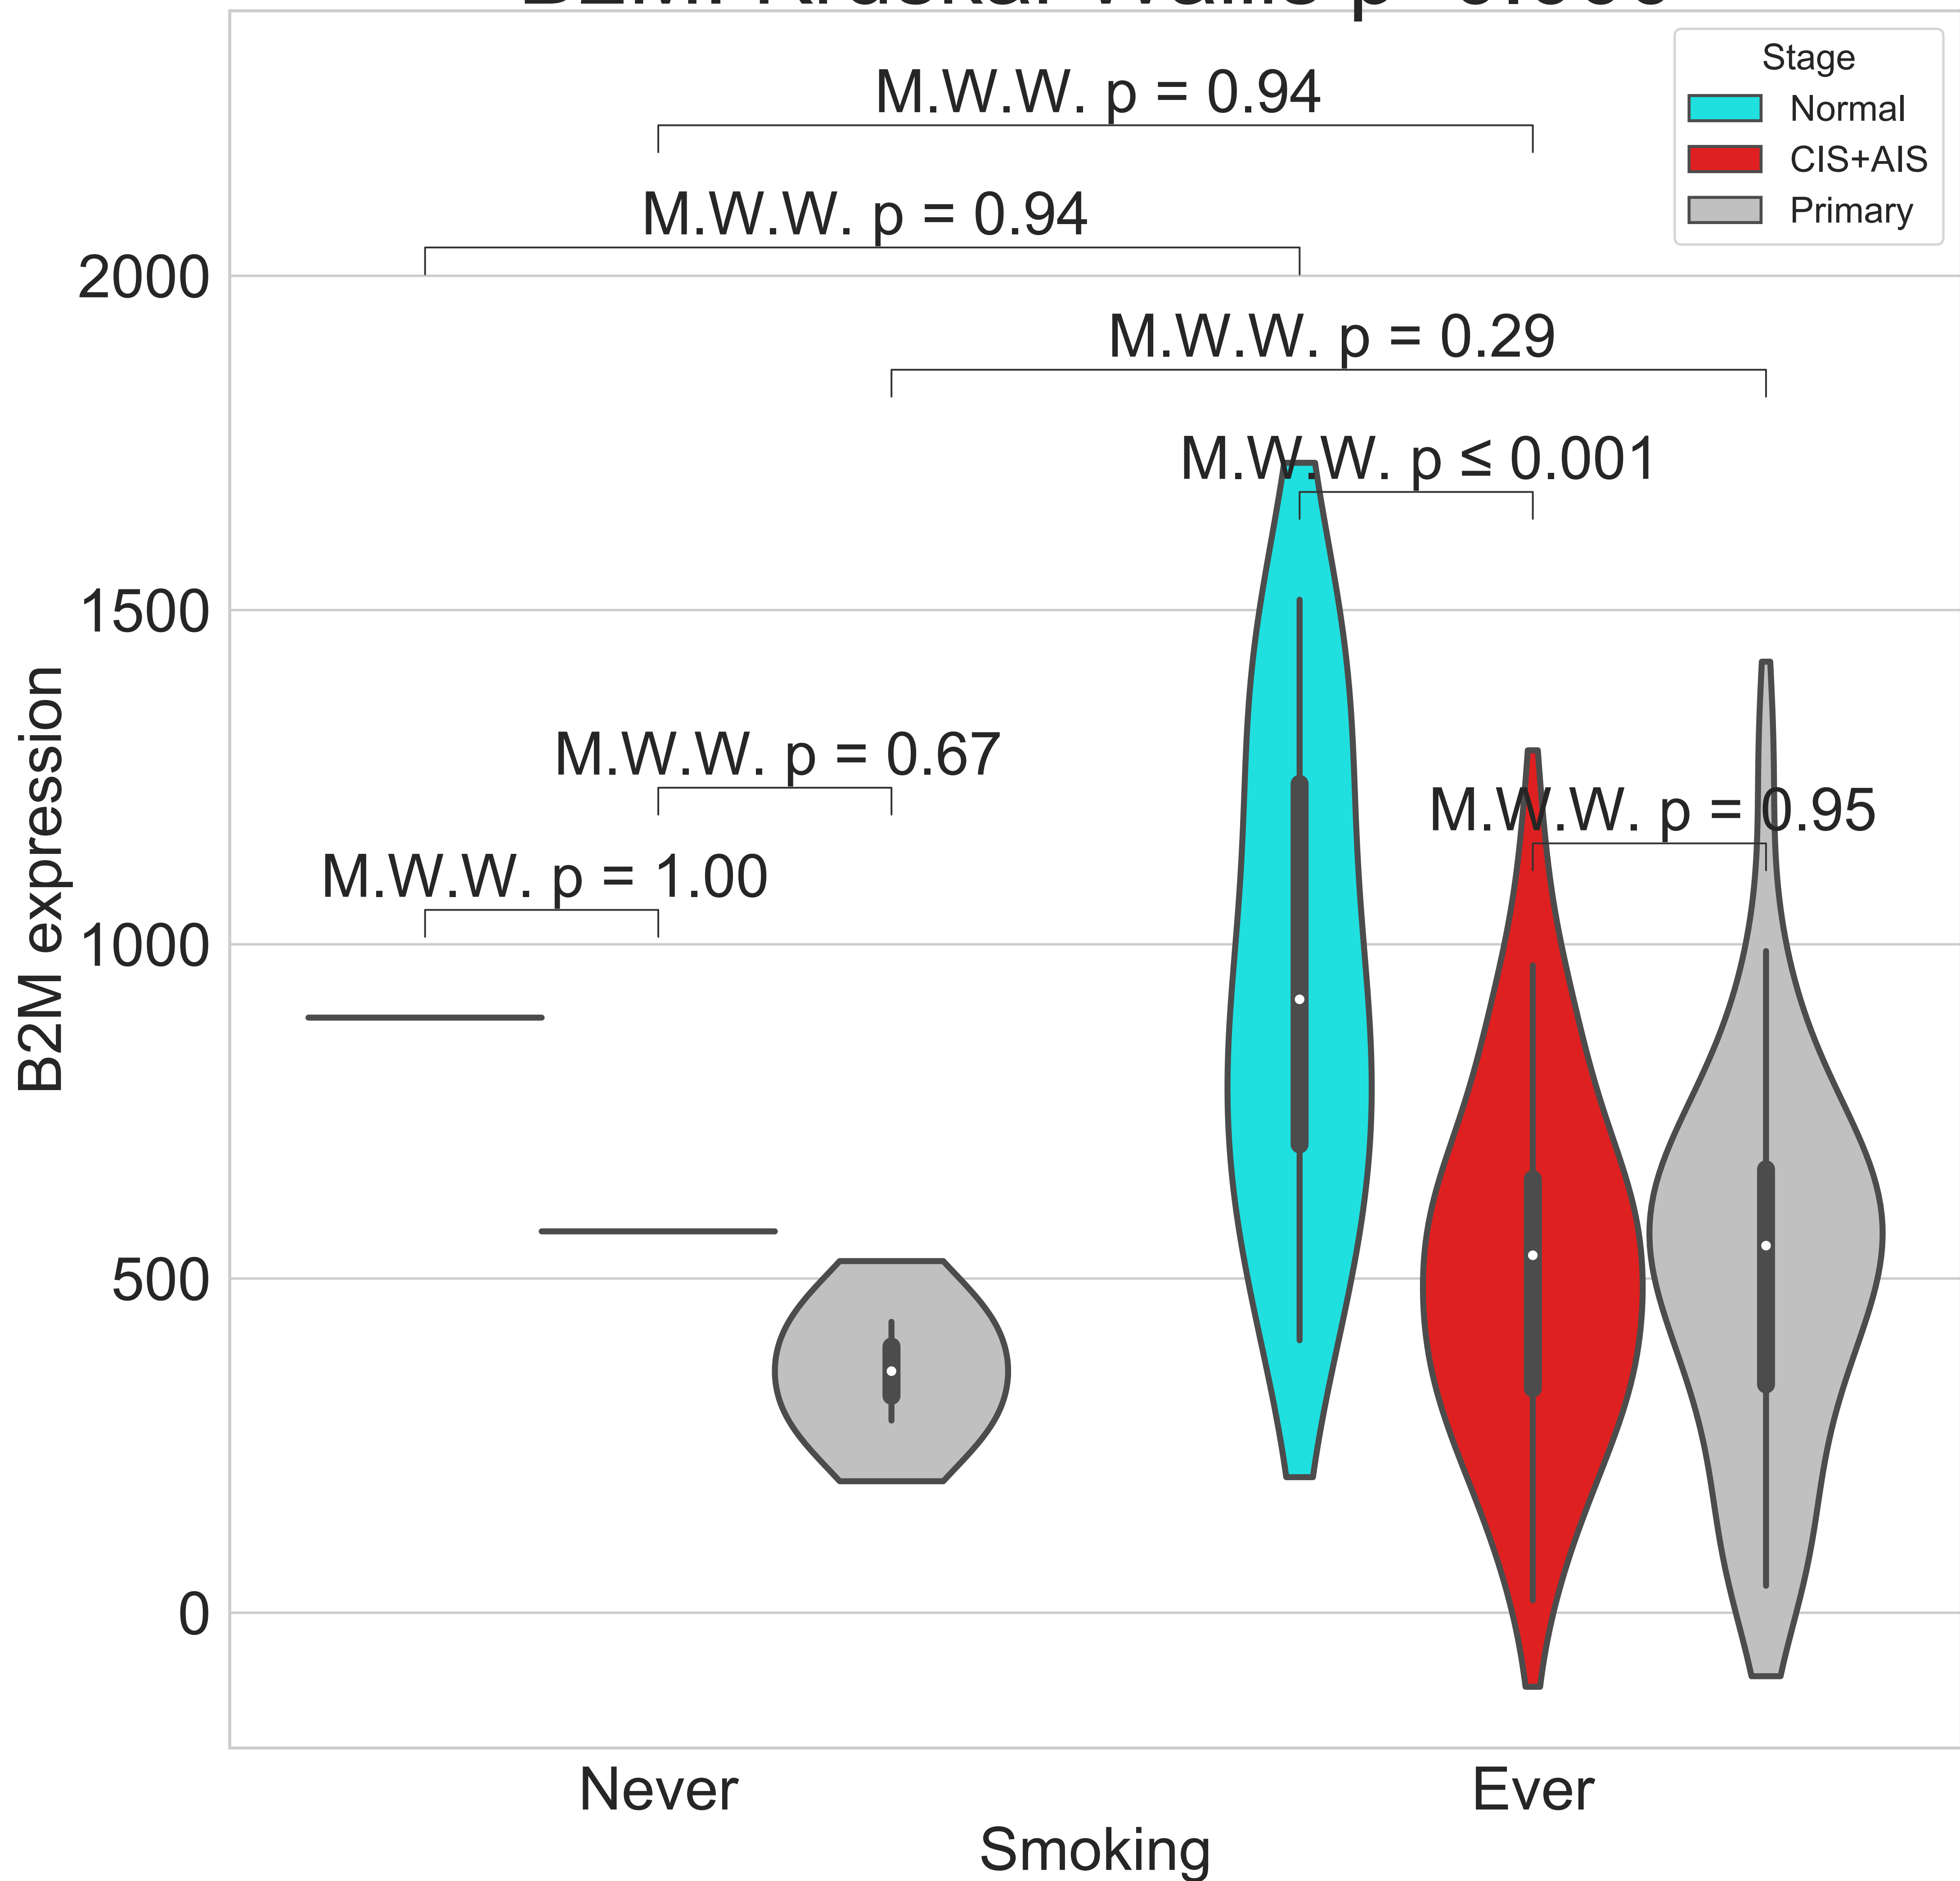 Stage
Normal
CIS+AIS
Primary
M.W.W. p = 0.94
M.W.W. p = 0.94
M.W.W. p = 0.29
M.W.W. p ≤ 0.001
M.W.W. p = 0.67
M.W.W. p = 0.95
M.W.W. p = 1.00
2000
1500
1000
500
0
B2M expression
Never
Ever
Smoking